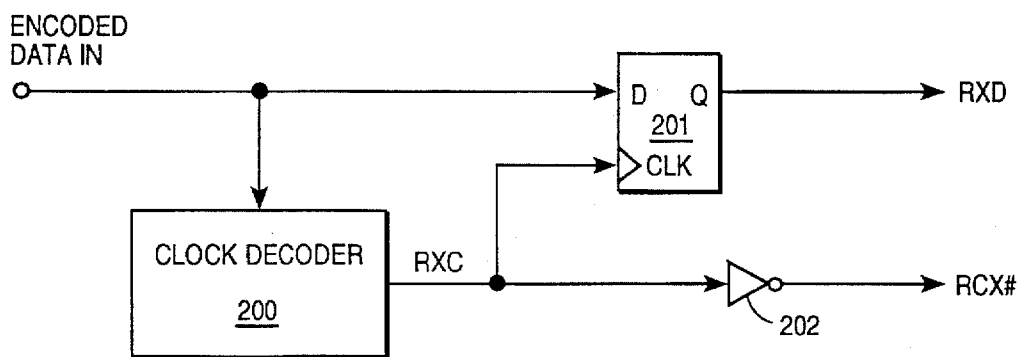 ENCODED
DATA IN
D Q
201
CLK
RXD
CLOCK DECODER
200
RXC
202
RCX#